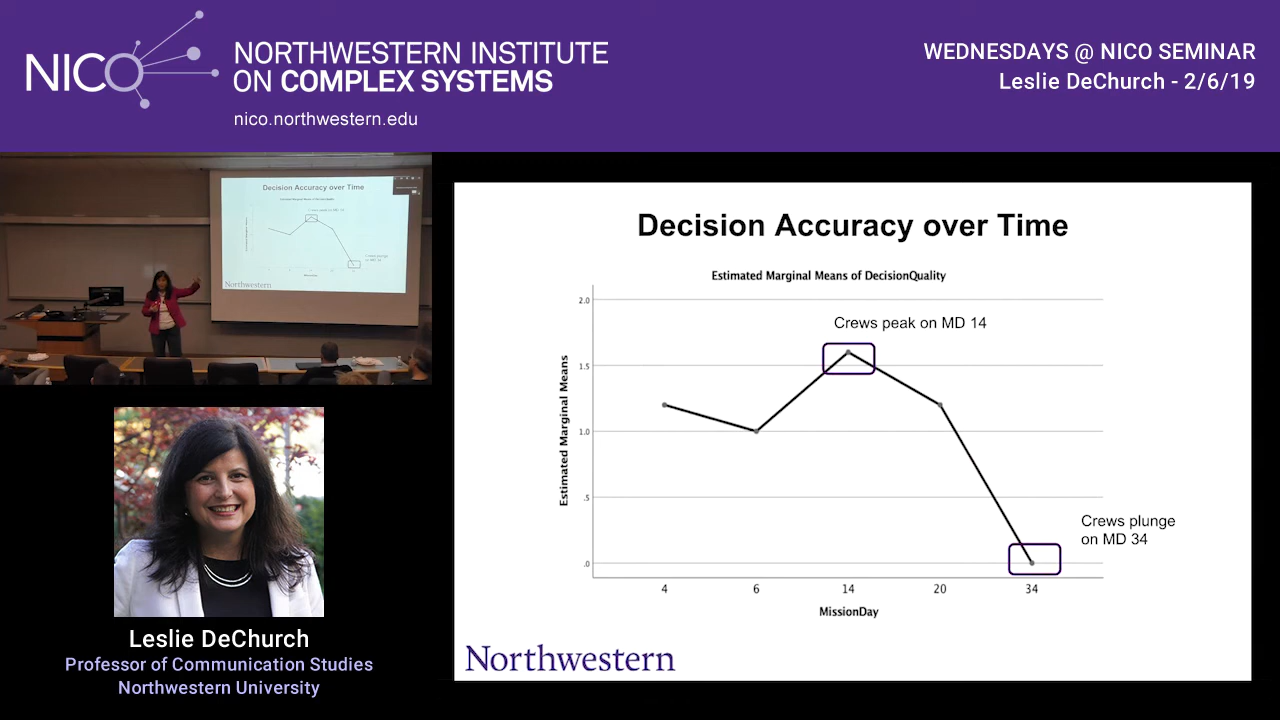 NICO
NORTHWESTERN INSTITUTE
ON COMPLEX SYSTEMS
nico.northwestern.edu
WEDNESDAYS @ NICO SEMINAR
Leslie DeChurch - 2/6/19
Decision Accuracy over Time
Northwestern
Leslie DeChurch
Professor of Communication Studies
Northwestern University
Decision Accuracy over Time
Estimated Marginal Means of DecisionQuality
Estimated Marginal Means
2.0
1.5
1.0
.5
.0
Crews peak on MD 14
Crews plunge
on MD 34
4 6 14 20 34
MissionDay
Northwestern